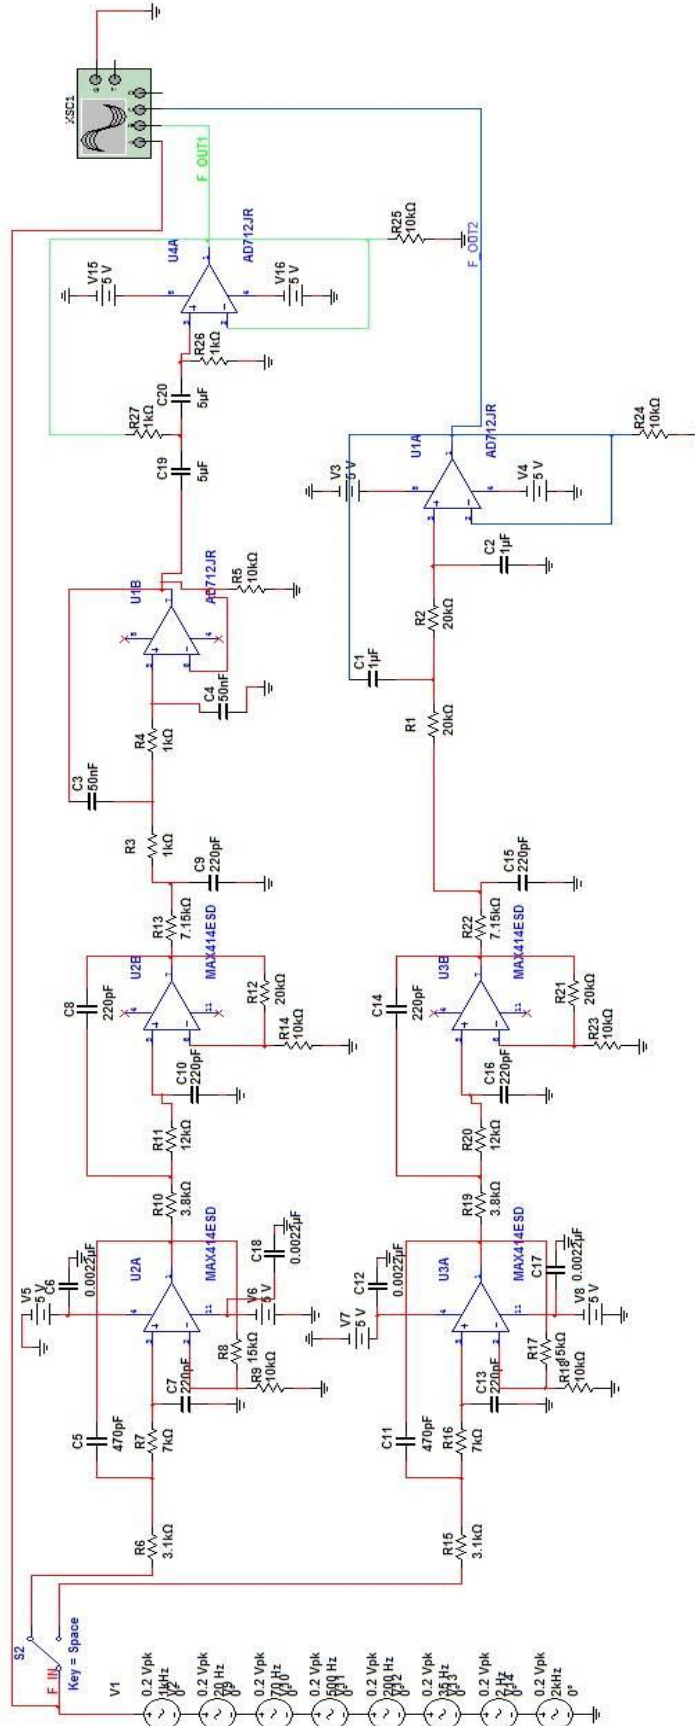 XSC1
F_OUT1
U4A
AD712JR
V15
5 V
V16
5 V
R25
10kΩ
F_OUT2
R26
1kΩ
C20
5µF
R27
1kΩ
C19
5µF
U1A
AD712JR
V3
5 V
V4
5 V
R24
10kΩ
C2
1µF
R2
20kΩ
C1
1µF
R1
20kΩ
U1B
AD712JR
R5
10kΩ
C4
50nF
R4
1kΩ
C3
50nF
R3
1kΩ
C9
220pF
R13
7.15kΩ
U2B
MAX414ESD
C8
220pF
R12
20kΩ
R14
10kΩ
C10
220pF
R11
12kΩ
R10
3.8kΩ
C15
220pF
R22
7.15kΩ
U3B
MAX414ESD
C14
220pF
R21
20kΩ
R23
10kΩ
C16
220pF
R20
12kΩ
R19
3.8kΩ
V5
5 V
C6
0.0022µF
U2A
MAX414ESD
C18
0.0022µF
V6
5 V
R8
15kΩ
R9
10kΩ
C7
220pF
C5
470pF
R7
7kΩ
R6
3.1kΩ
V7
5 V
C12
0.0022µF
U3A
MAX414ESD
C17
0.0022µF
V8
5 V
R17
15kΩ
R18
10kΩ
C13
220pF
C11
470pF
R16
7kΩ
R15
3.1kΩ
S2
Key = Space
F_IN
V1
0.2 Vpk
1kHz
0°
0.2 Vpk
20 Hz
0°
0.2 Vpk
70 Hz
0°
0.2 Vpk
500 Hz
0°
0.2 Vpk
200 Hz
0°
0.2 Vpk
35 Hz
0°
0.2 Vpk
0°
0.2 Vpk
2kHz
0°